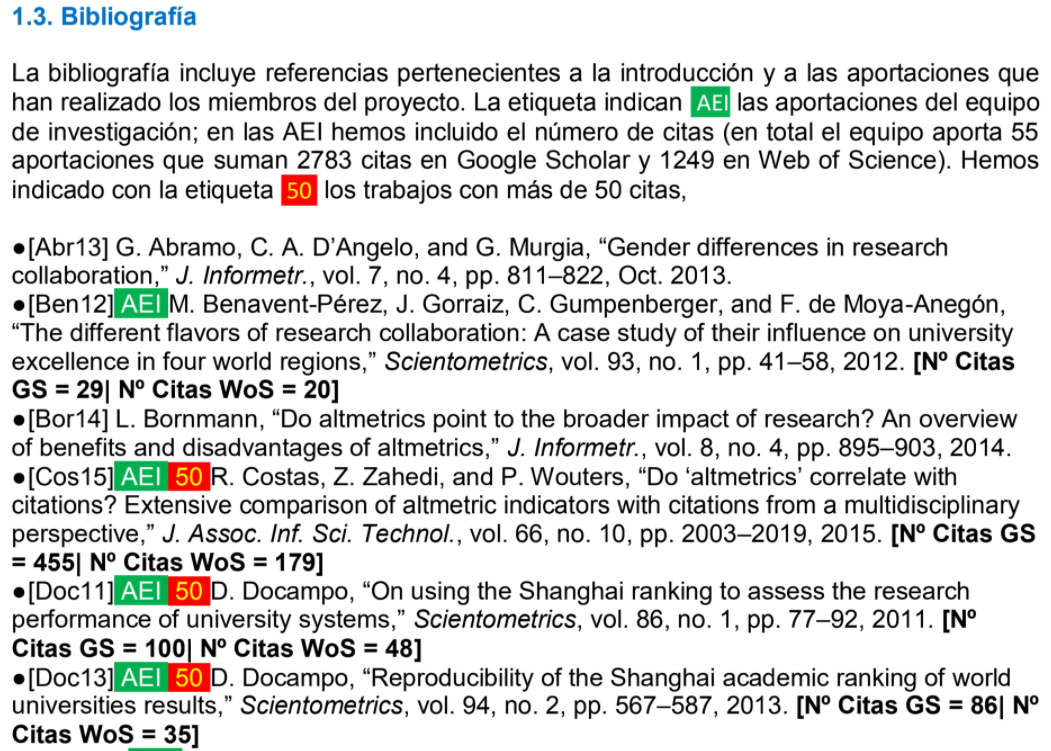 1.3. Bibliografía
La bibliografía incluye referencias pertenecientes a la introducción y a las aportaciones que
han realizado los miembros del proyecto. La etiqueta indican AEI las aportaciones del equipo
de investigación; en las AEI hemos incluido el número de citas (en total el equipo aporta 55
aportaciones que suman 2783 citas en Google Scholar y 1249 en Web of Science). Hemos
indicado con la etiqueta 50 los trabajos con más de 50 citas,
●[Abr13] G. Abramo, C. A. D’Angelo, and G. Murgia, “Gender differences in research
collaboration,” J. Informetr., vol. 7, no. 4, pp. 811–822, Oct. 2013.
●[Ben12] AEI M. Benavent-Pérez, J. Gorraiz, C. Gumpenberger, and F. de Moya-Anegón,
“The different flavors of research collaboration: A case study of their influence on university
excellence in four world regions,” Scientometrics, vol. 93, no. 1, pp. 41–58, 2012. [Nº Citas
GS = 29| Nº Citas WoS = 20]
●[Bor14] L. Bornmann, “Do altmetrics point to the broader impact of research? An overview
of benefits and disadvantages of altmetrics,” J. Informetr., vol. 8, no. 4, pp. 895–903, 2014.
●[Cos15] AEI 50 R. Costas, Z. Zahedi, and P. Wouters, “Do ‘altmetrics’ correlate with
citations? Extensive comparison of altmetric indicators with citations from a multidisciplinary
perspective,” J. Assoc. Inf. Sci. Technol., vol. 66, no. 10, pp. 2003–2019, 2015. [Nº Citas GS
= 455| Nº Citas WoS = 179]
●[Doc11] AEI 50 D. Docampo, “On using the Shanghai ranking to assess the research
performance of university systems,” Scientometrics, vol. 86, no. 1, pp. 77–92, 2011. [Nº
Citas GS = 100| Nº Citas WoS = 48]
●[Doc13] AEI 50 D. Docampo, “Reproducibility of the Shanghai academic ranking of world
universities results,” Scientometrics, vol. 94, no. 2, pp. 567–587, 2013. [Nº Citas GS = 86| Nº
Citas WoS = 35]